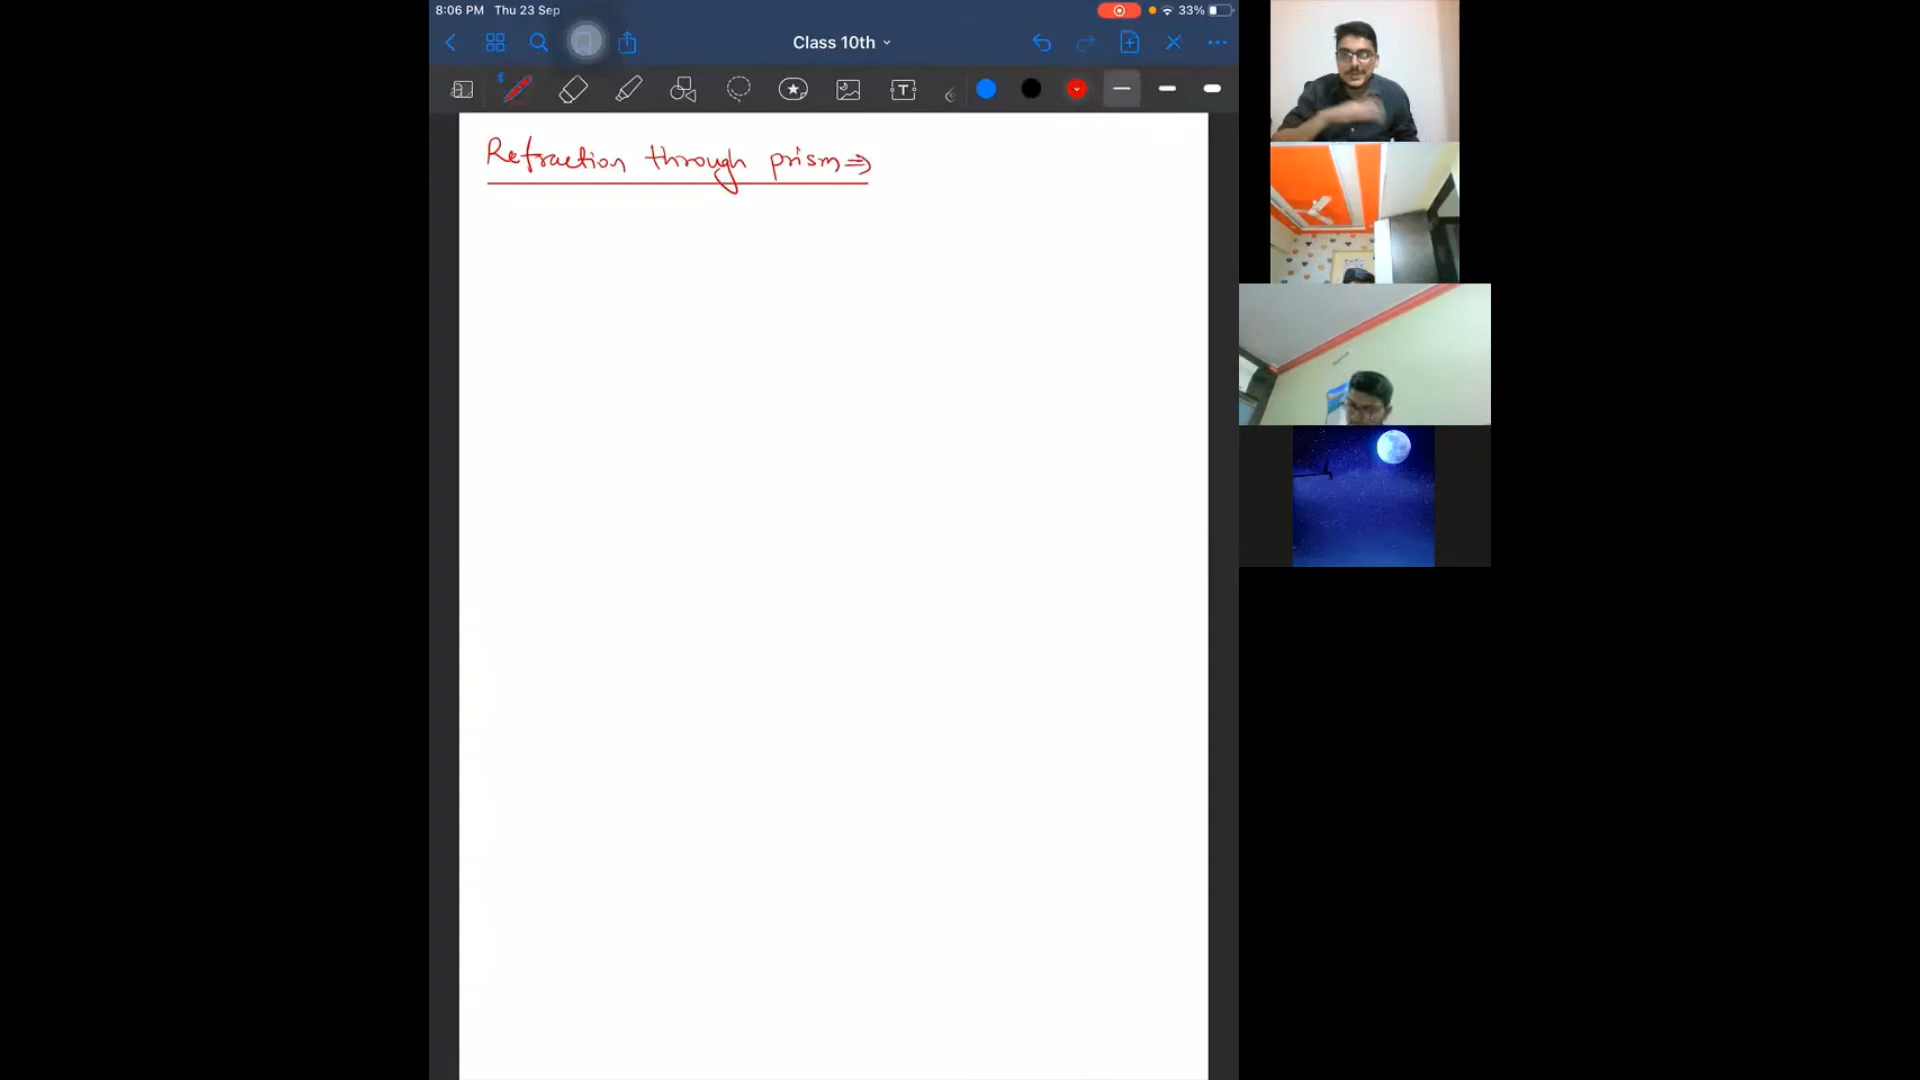 8:06 PM Thu 23 Sep
33%
Class 10th
T
Refraction through prism ⇒